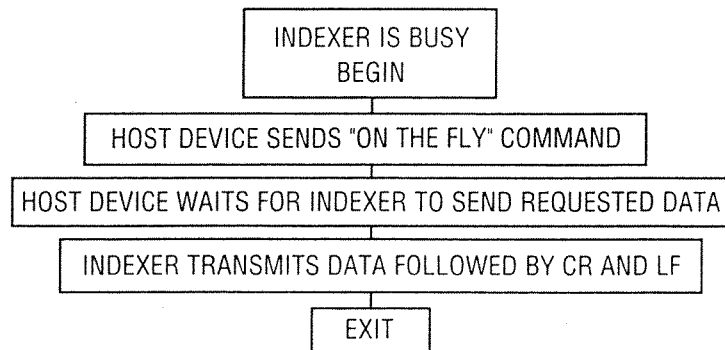 INDEXER IS BUSY
BEGIN
HOST DEVICE SENDS "ON THE FLY" COMMAND
HOST DEVICE WAITS FOR INDEXER TO SEND REQUESTED DATA
INDEXER TRANSMITS DATA FOLLOWED BY CR AND LF
EXIT